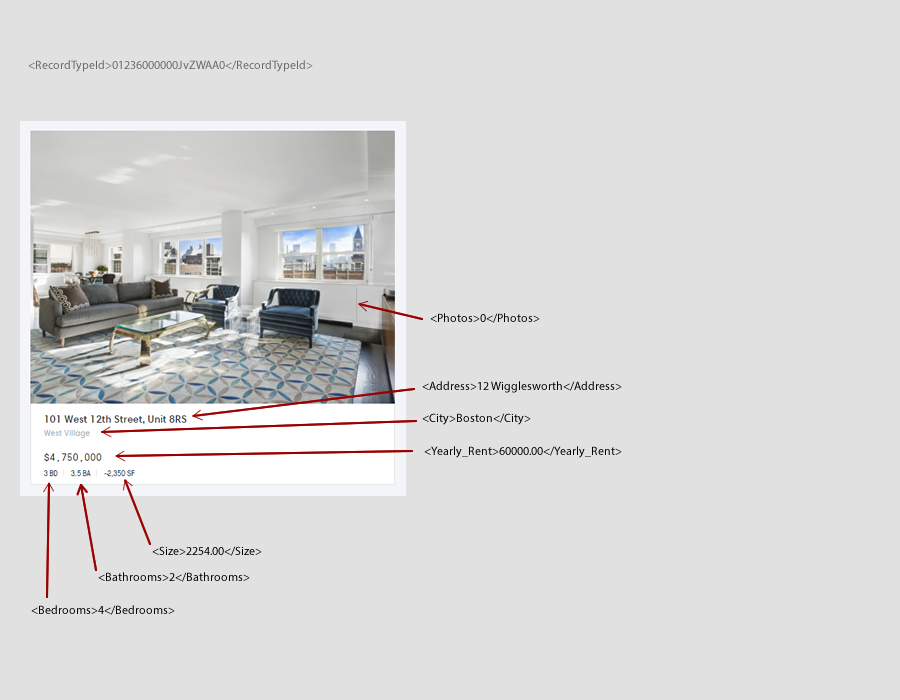 <RecordTypeId>01236000000JvZWAA0</RecordTypeId>
<Photos>0</Photos>
<Address>12 Wigglesworth</Address>
101 West 12th Street, Unit 8RS
<City>Boston</City>
West Village
<Yearly_Rent>60000.00</Yearly_Rent>
$4,750,000
3 BD | 3.5 BA | ~2,350 SF
<Size>2254.00</Size>
<Bathrooms>2</Bathrooms>
<Bedrooms>4</Bedrooms>